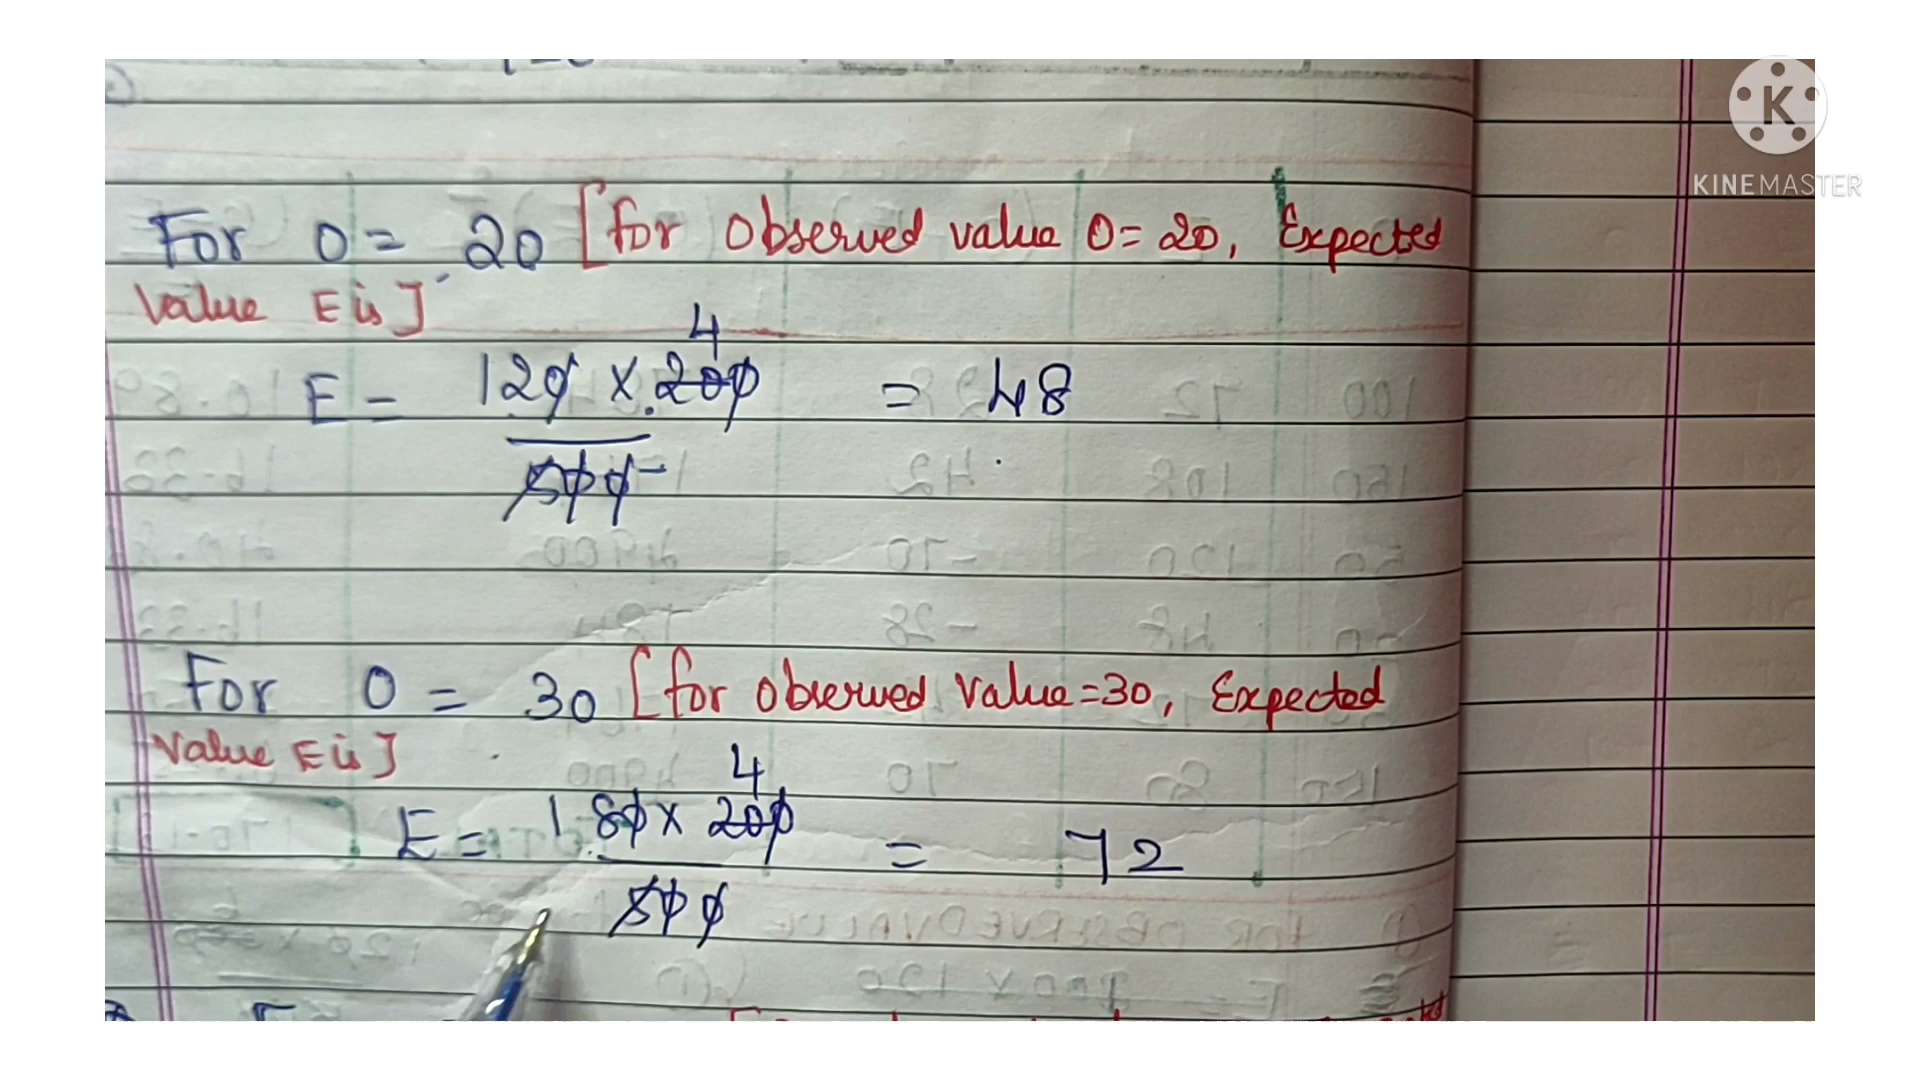 K
KINEMASTER
For O = 20 [for observed value O = 20, Expected
value E is]
4
E = 120 × 200 = 48
500
For O = 30 [for observed value = 30, Expected
value E is]
4
E = 180 × 200 = 72
500